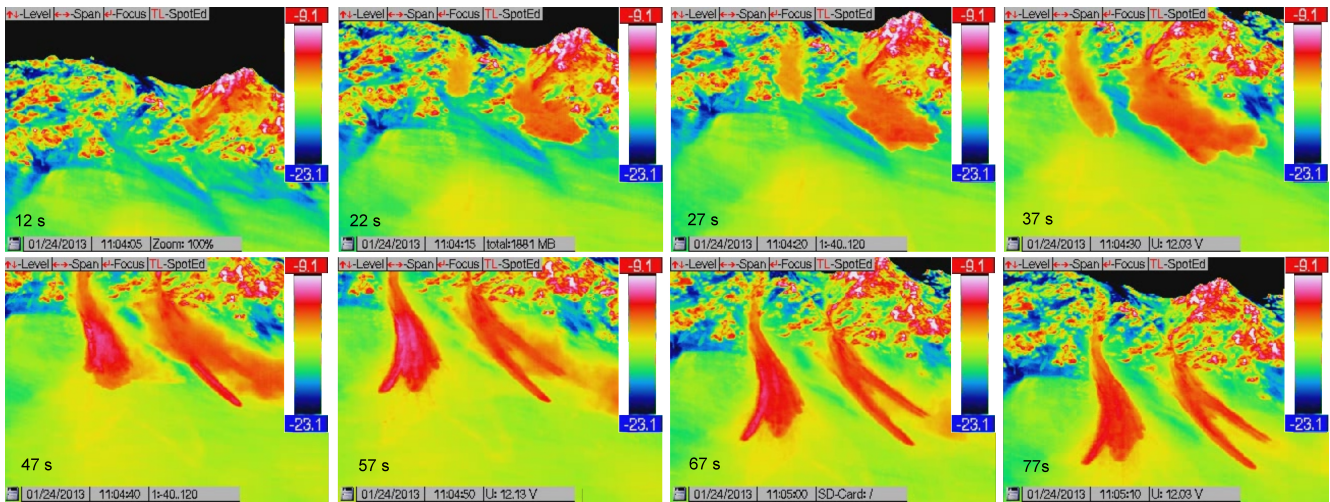 ↑↓-Level ←→-Span ↵-Focus TL-SpotEd -9.1
-23.1
12 s
01/24/2013 11:04:05 Zoom: 100%
↑↓-Level ←→-Span ↵-Focus TL-SpotEd -9.1
-23.1
22 s
01/24/2013 11:04:15 total:1881 MB
↑↓-Level ←→-Span ↵-Focus TL-SpotEd -9.1
-23.1
27 s
01/24/2013 11:04:20 1:-40..120
↑↓-Level ←→-Span ↵-Focus TL-SpotEd -9.1
-23.1
37 s
01/24/2013 11:04:30 U: 12.03 V
↑↓-Level ←→-Span ↵-Focus TL-SpotEd -9.1
-23.1
47 s
01/24/2013 11:04:40 1:-40..120
↑↓-Level ←→-Span ↵-Focus TL-SpotEd -9.1
-23.1
57 s
01/24/2013 11:04:50 U: 12.13 V
↑↓-Level ←→-Span ↵-Focus TL-SpotEd -9.1
-23.1
67 s
01/24/2013 11:05:00 SD-Card: /
↑↓-Level ←→-Span ↵-Focus TL-SpotEd -9.1
-23.1
77s
01/24/2013 11:05:10 U: 12.03 V